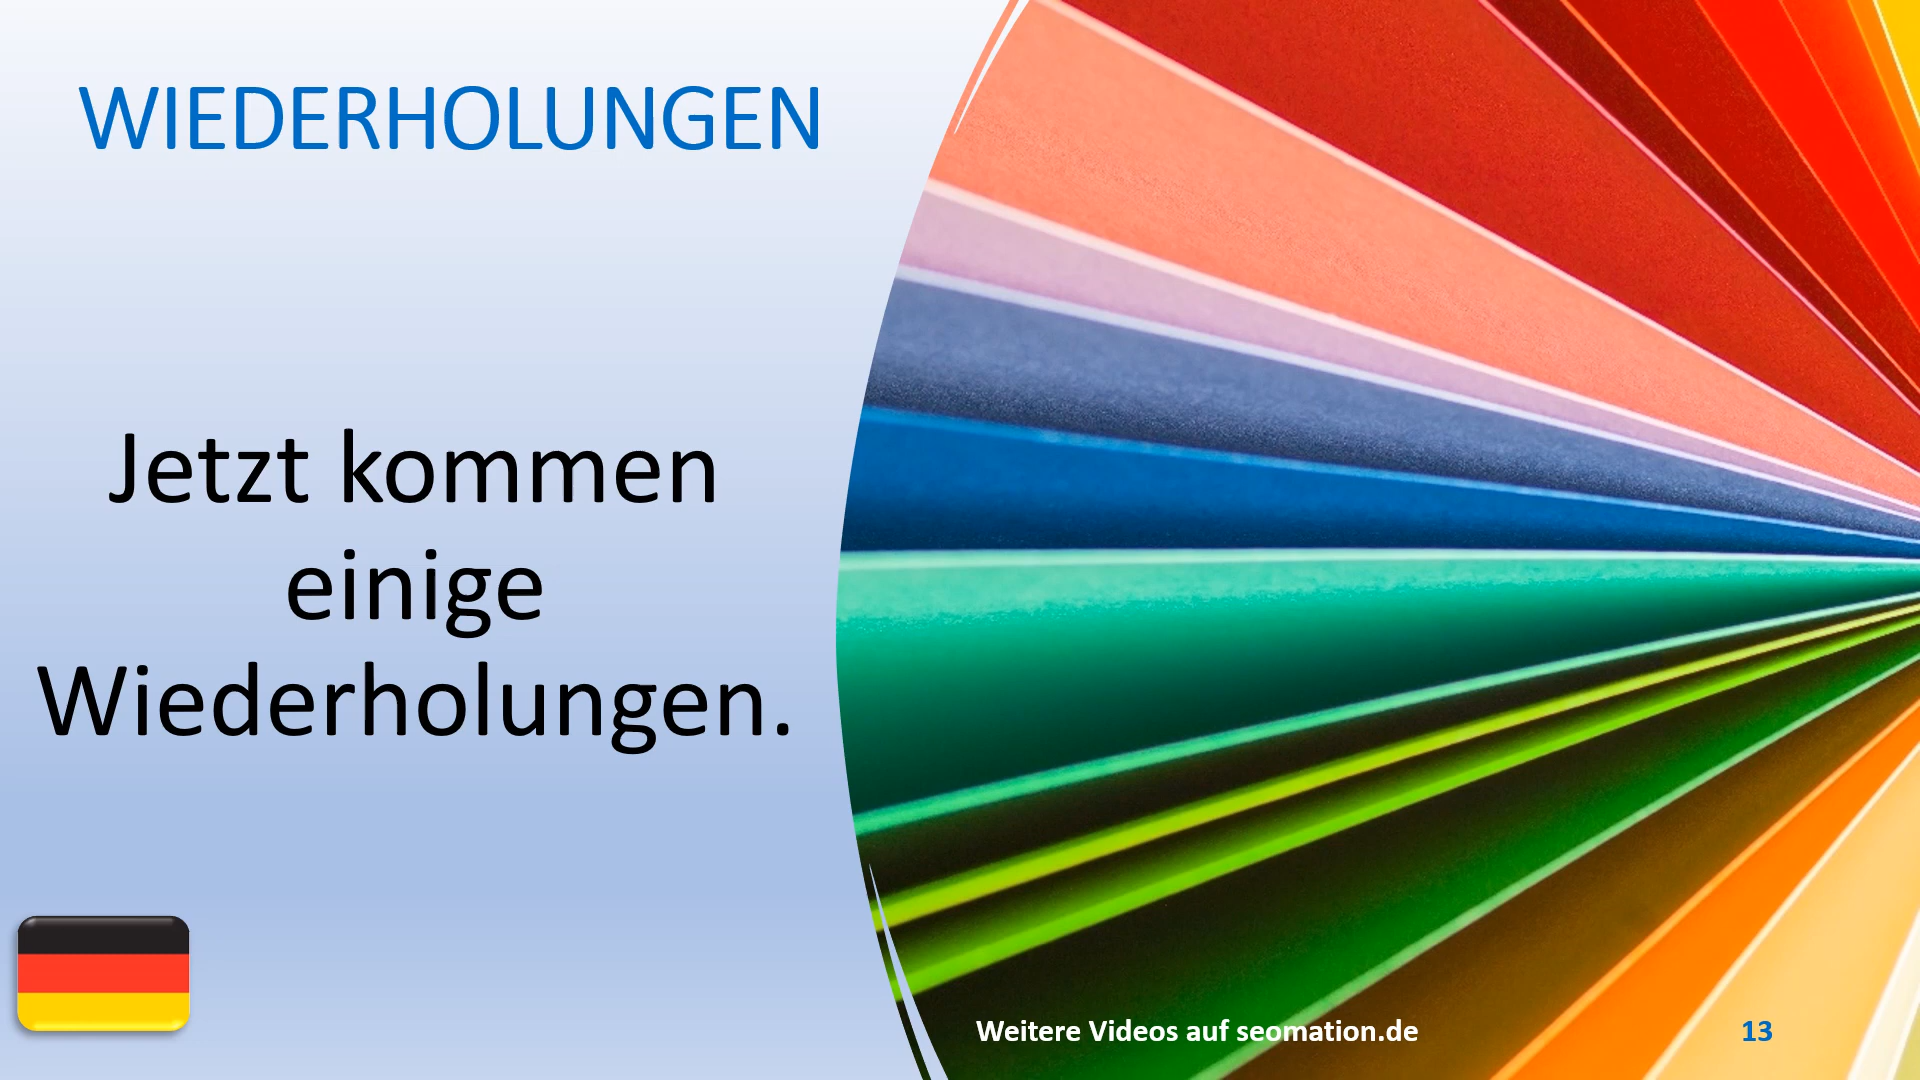 WIEDERHOLUNGEN
Jetzt kommen
einige
Wiederholungen.
Weitere Videos auf seomation.de
13